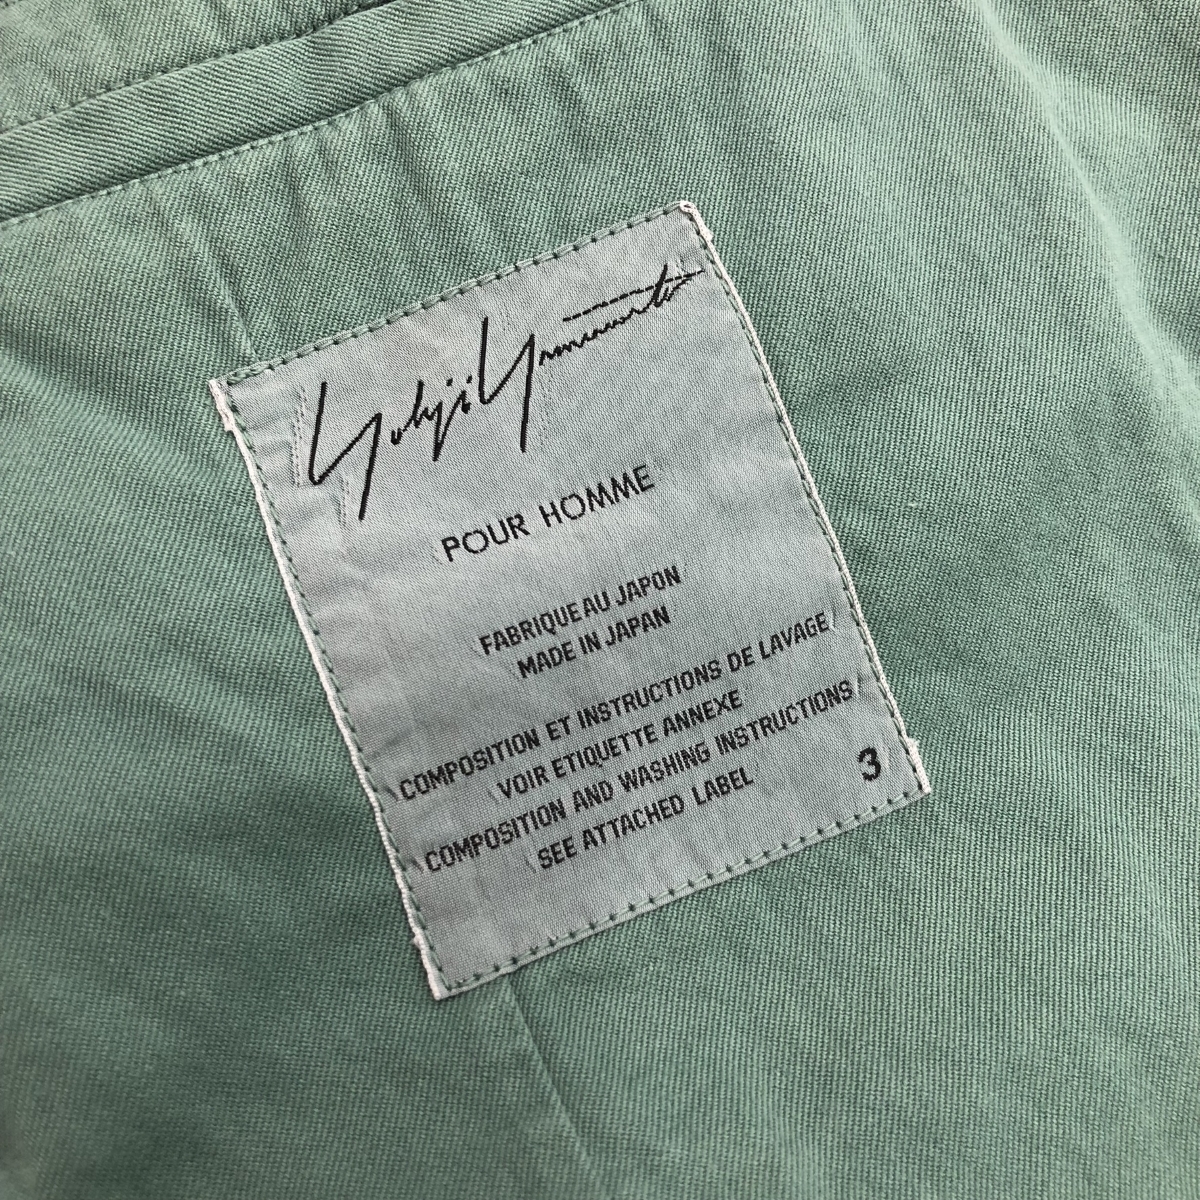 Yohji Yamamoto
POUR HOMME
FABRIQUE AU JAPON
MADE IN JAPAN
COMPOSITION ET INSTRUCTIONS DE LAVAGE
VOIR ETIQUETTE ANNEXE
COMPOSITION AND WASHING INSTRUCTIONS
SEE ATTACHED LABEL
3